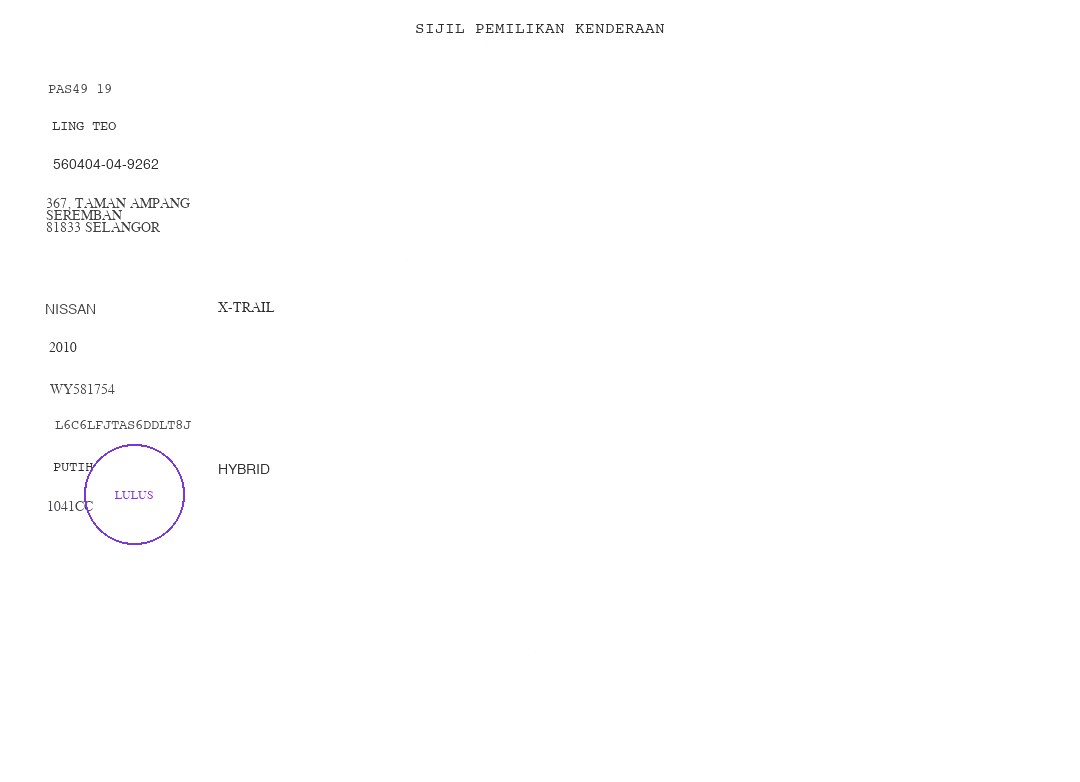 SIJIL PEMILIKAN KENDERAAN
PAS49 19
LING TEO
560404-04-9262
367, TAMAN AMPANG
SEREMBAN
81833 SELANGOR
NISSAN X-TRAIL
2010
WY581754
L6C6LFJTAS6DDLT8J
PUTIH HYBRID
LULUS
1041CC